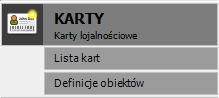 KARTY
Karty lojalnościowe
Lista kart
Definicje obiektów